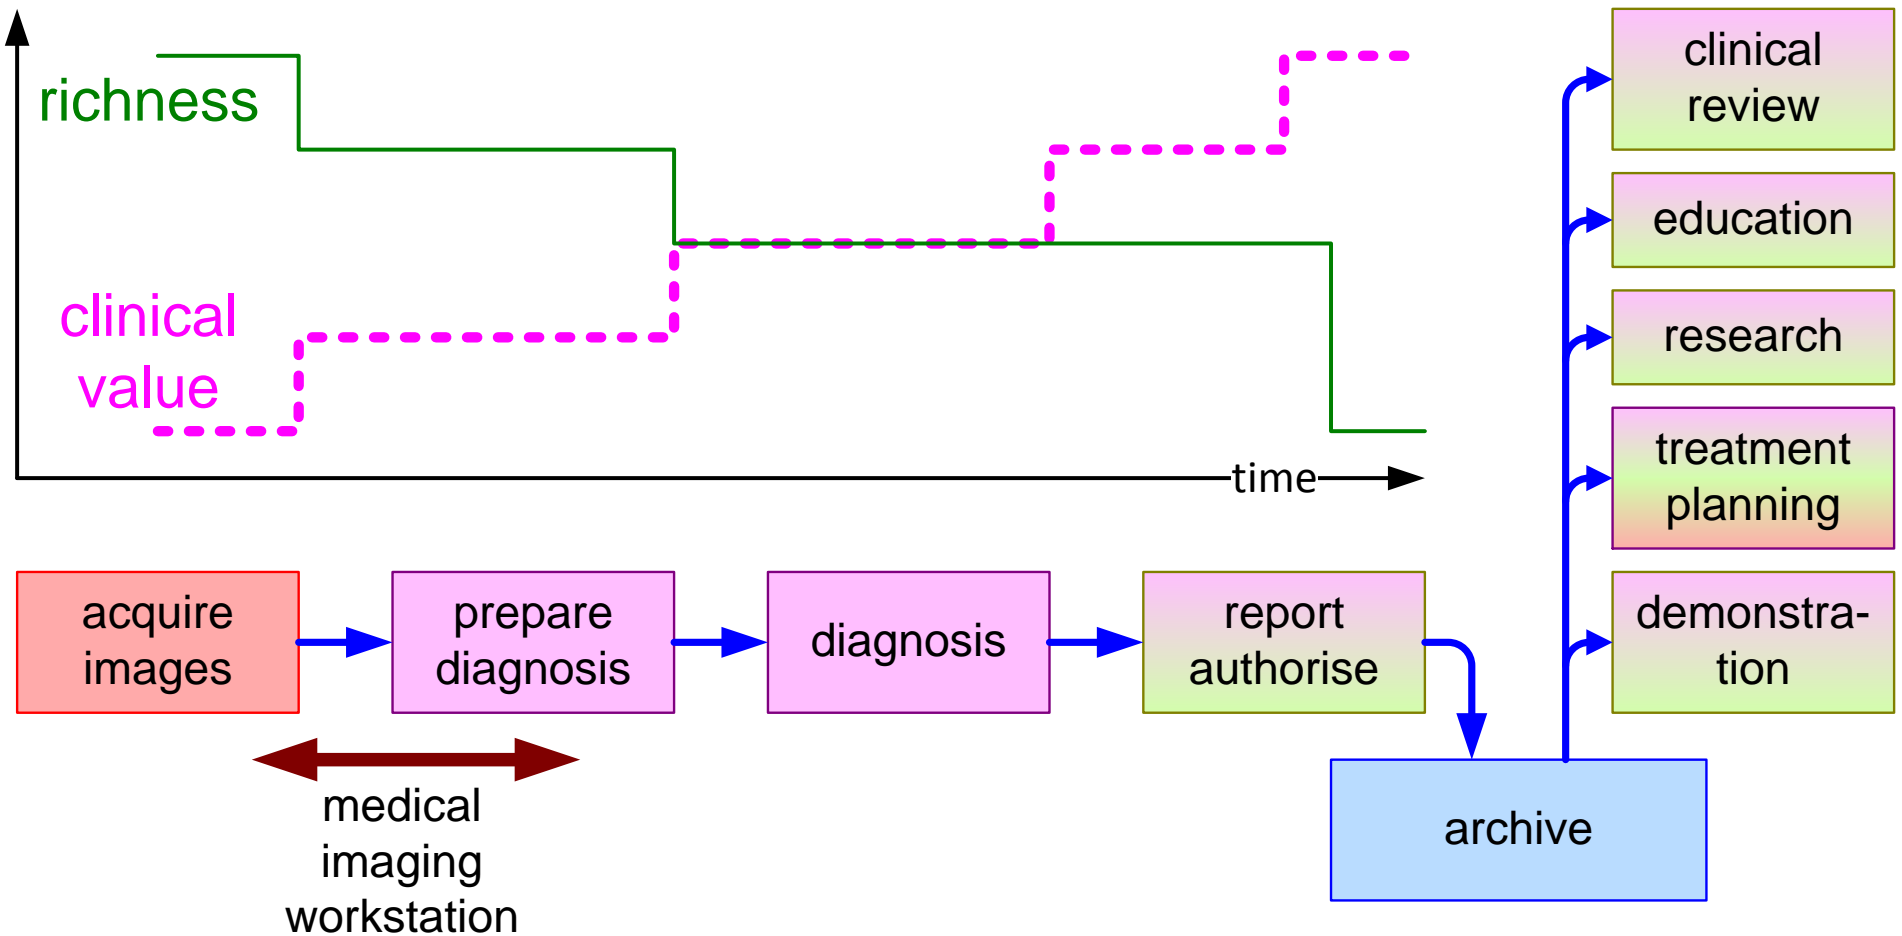 richness
clinical
value
time
acquire
images
prepare
diagnosis
diagnosis
report
authorise
medical
imaging
workstation
archive
clinical
review
education
research
treatment
planning
demonstra-
tion